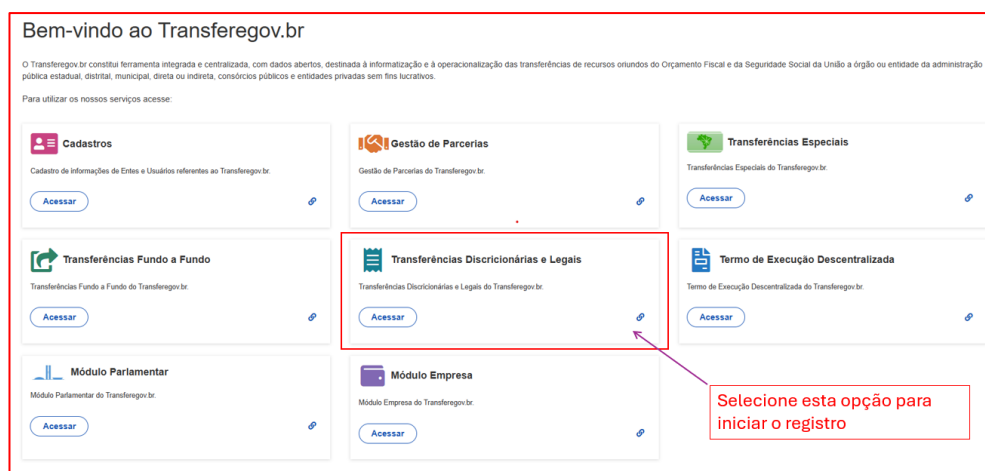 Bem-vindo ao Transferegov.br
O Transferegov.br constitui ferramenta integrada e centralizada, com dados abertos, destinada à informatização e à operacionalização das transferências de recursos oriundos do Orçamento Fiscal e da Seguridade Social da União a órgão ou entidade da administração
pública estadual, distrital, municipal, direta ou indireta, consórcios públicos e entidades privadas sem fins lucrativos.
Para utilizar os nossos serviços acesse:
Cadastros
Cadastro de informações de Entes e Usuários referentes ao Transferegov.br.
Acessar
Gestão de Parcerias
Gestão de Parcerias do Transferegov.br.
Acessar
Transferências Especiais
Transferências Especiais do Transferegov.br.
Acessar
Transferências Fundo a Fundo
Transferências Fundo a Fundo do Transferegov.br.
Acessar
Transferências Discricionárias e Legais
Transferências Discricionárias e Legais do Transferegov.br.
Acessar
Termo de Execução Descentralizada
Termo de Execução Descentralizada do Transferegov.br.
Acessar
Módulo Parlamentar
Módulo Parlamentar do Transferegov.br.
Acessar
Módulo Empresa
Módulo Empresa do Transferegov.br.
Acessar
Selecione esta opção para
iniciar o registro